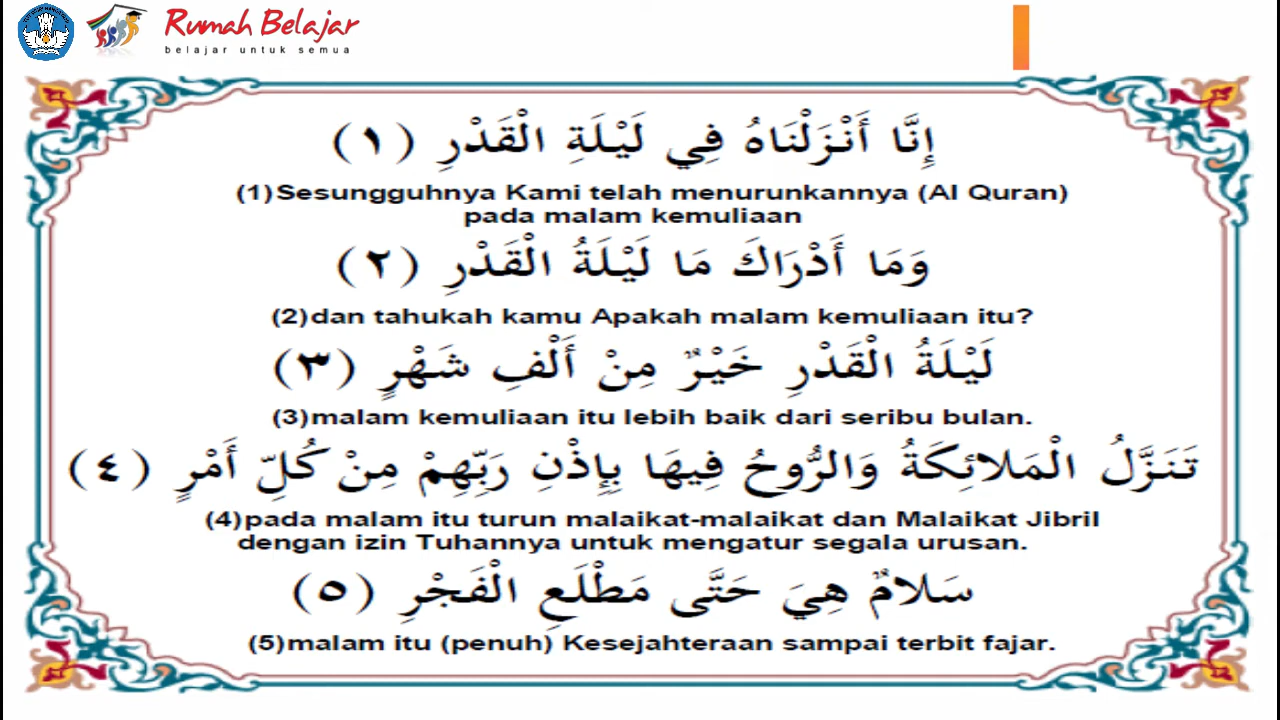 Rumah Belajar
belajar untuk semua
إِنَّا أَنْزَلْنَاهُ فِي لَيْلَةِ الْقَدْرِ (١)
(1)Sesungguhnya Kami telah menurunkannya (Al Quran)
pada malam kemuliaan
وَمَا أَدْرَاكَ مَا لَيْلَةُ الْقَدْرِ (٢)
(2)dan tahukah kamu Apakah malam kemuliaan itu?
لَيْلَةُ الْقَدْرِ خَيْرٌ مِنْ أَلْفِ شَهْرٍ (٣)
(3)malam kemuliaan itu lebih baik dari seribu bulan.
تَنَزَّلُ الْمَلائِكَةُ وَالرُّوحُ فِيهَا بِإِذْنِ رَبِّهِمْ مِنْ كُلِّ أَمْرٍ (٤)
(4)pada malam itu turun malaikat-malaikat dan Malaikat Jibril
dengan izin Tuhannya untuk mengatur segala urusan.
سَلامٌ هِيَ حَتَّى مَطْلَعِ الْفَجْرِ (٥)
(5)malam itu (penuh) Kesejahteraan sampai terbit fajar.